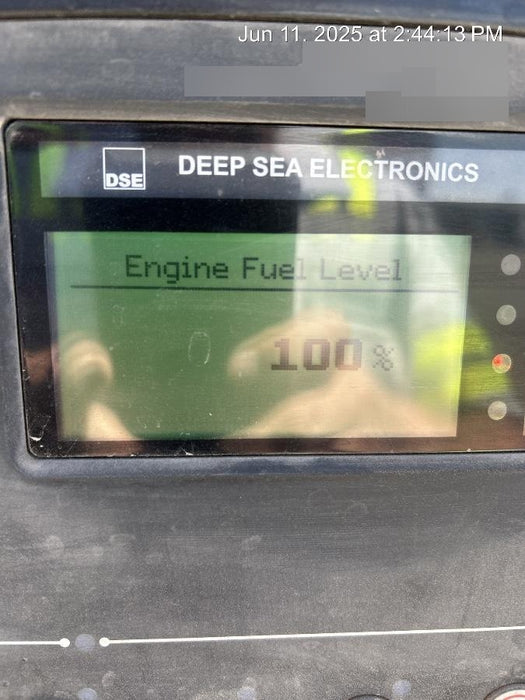 Jun 11, 2025 at 2:44:13 PM
DSE DEEP SEA ELECTRONICS
Engine Fuel Level
100 %